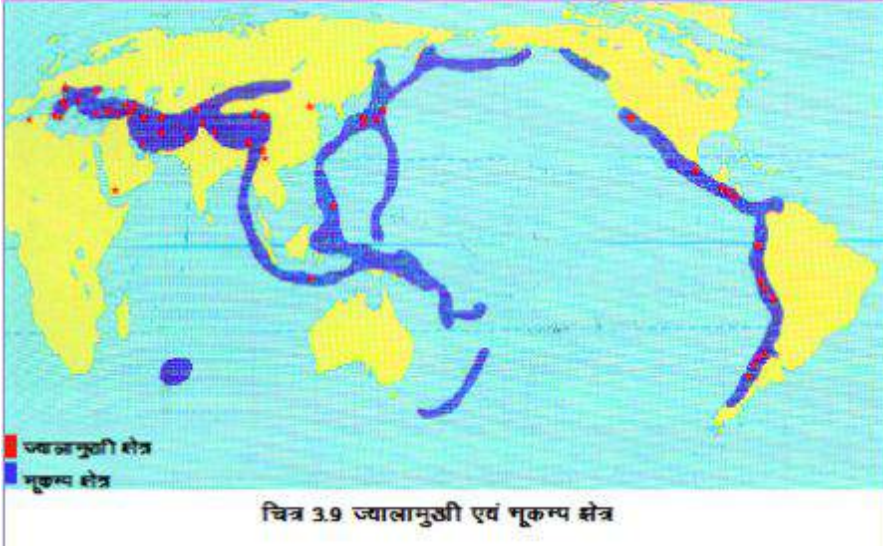 ज्वालामुखी क्षेत्र
भूकम्प क्षेत्र
चित्र 3.9 ज्वालामुखी एवं भूकम्प क्षेत्र